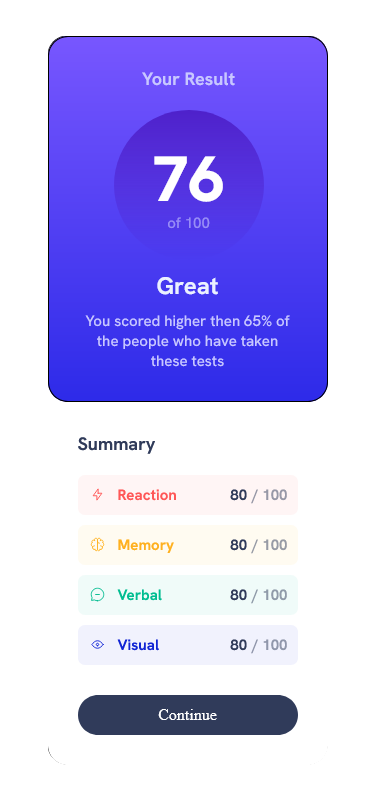 Your Result
76
of 100
Great
You scored higher then 65% of
the people who have taken
these tests
Summary
Reaction 80 / 100
Memory 80 / 100
Verbal 80 / 100
Visual 80 / 100
Continue